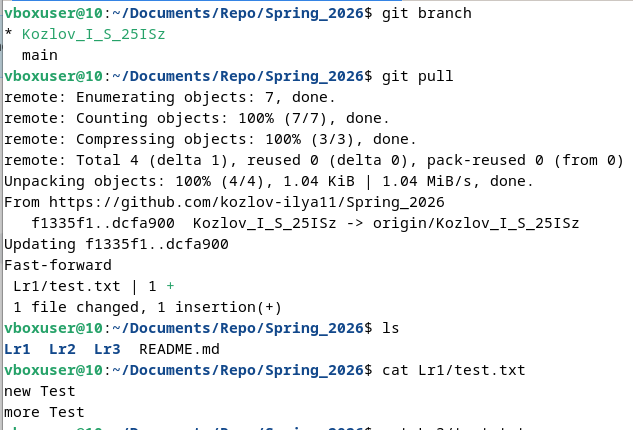 vboxuser@10:~/Documents/Repo/Spring_2026$ git branch
* Kozlov_I_S_25ISz
  main
vboxuser@10:~/Documents/Repo/Spring_2026$ git pull
remote: Enumerating objects: 7, done.
remote: Counting objects: 100% (7/7), done.
remote: Compressing objects: 100% (3/3), done.
remote: Total 4 (delta 1), reused 0 (delta 0), pack-reused 0 (from 0)
Unpacking objects: 100% (4/4), 1.04 KiB | 1.04 MiB/s, done.
From https://github.com/kozlov-ilya11/Spring_2026
   f1335f1..dcfa900  Kozlov_I_S_25ISz -> origin/Kozlov_I_S_25ISz
Updating f1335f1..dcfa900
Fast-forward
 Lr1/test.txt | 1 +
 1 file changed, 1 insertion(+)
vboxuser@10:~/Documents/Repo/Spring_2026$ ls
Lr1  Lr2  Lr3  README.md
vboxuser@10:~/Documents/Repo/Spring_2026$ cat Lr1/test.txt
new Test
more Test